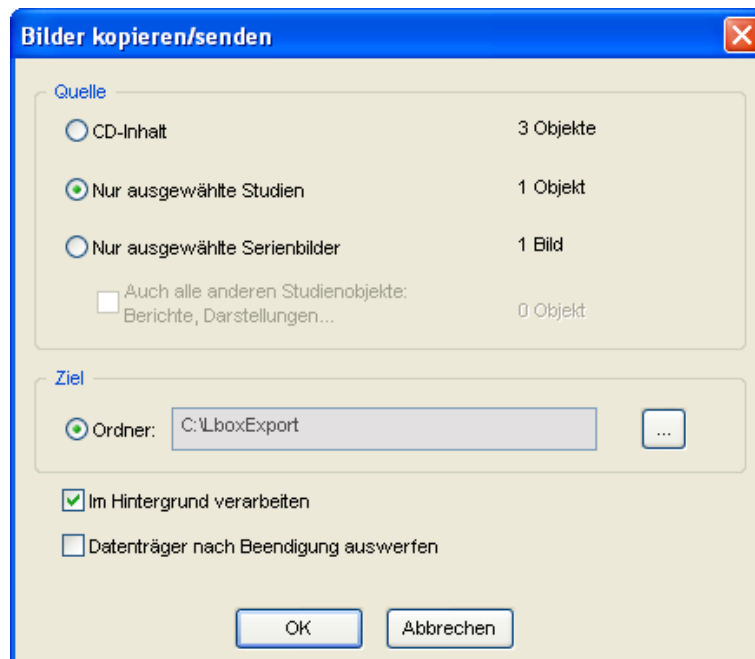 Bilder kopieren/senden
Quelle
CD-Inhalt 3 Objekte
Nur ausgewählte Studien 1 Objekt
Nur ausgewählte Serienbilder 1 Bild
Auch alle anderen Studienobjekte:
Berichte, Darstellungen... 0 Objekt
Ziel
Ordner: C:\LboxExport ...
Im Hintergrund verarbeiten
Datenträger nach Beendigung auswerfen
OK Abbrechen